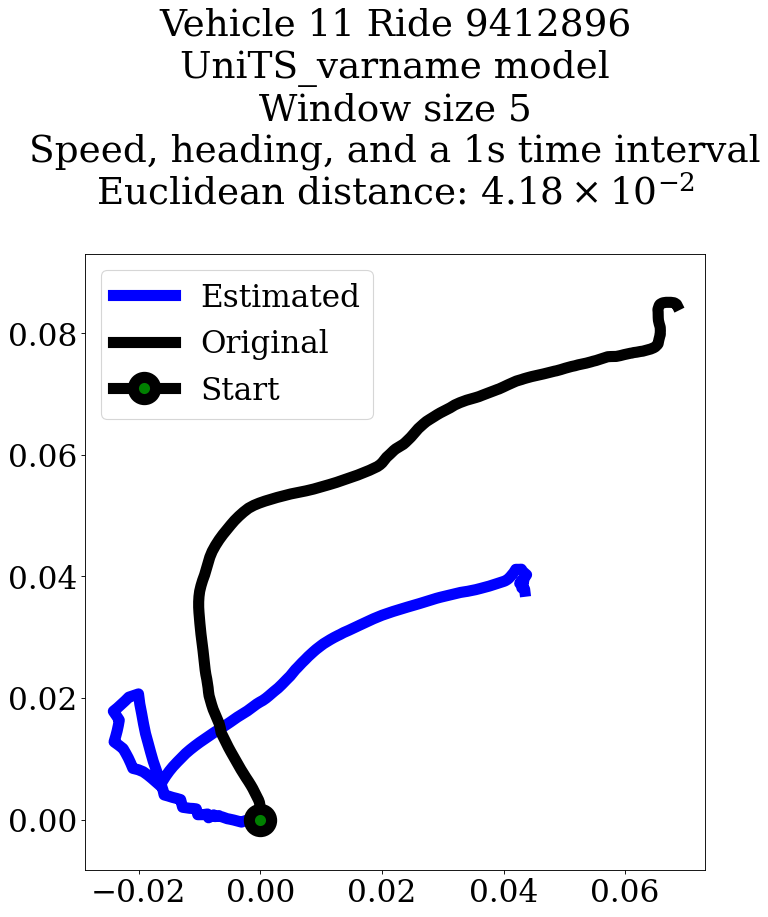 Vehicle 11 Ride 9412896
UniTS_varname model
Window size 5
Speed, heading, and a 1s time interval
Euclidean distance: 4.18 × 10⁻²
Estimated
Original
Start
0.08
0.06
0.04
0.02
0.00
−0.02 0.00 0.02 0.04 0.06